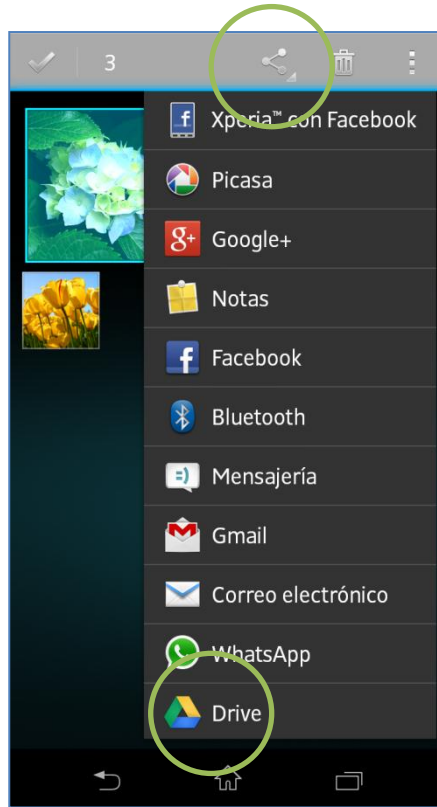 3
Xperia™ con Facebook
Picasa
Google+
Notas
Facebook
Bluetooth
Mensajería
Gmail
Correo electrónico
WhatsApp
Drive